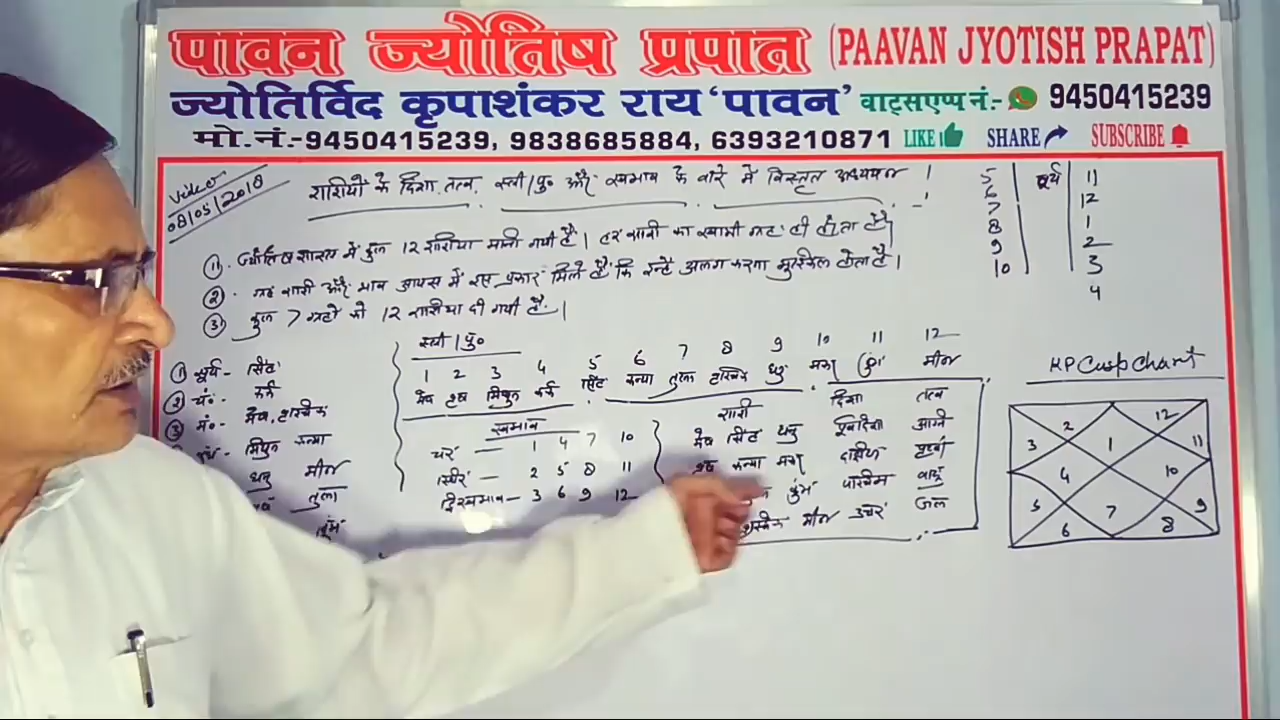 पावन ज्योतिष प्रपात (PAAVAN JYOTISH PRAPAT)
ज्योतिर्विद कृपाशंकर राय ‘पावन’ वाट्सएप्प नं.- 9450415239
मो.नं.-9450415239, 9838685884, 6393210871 LIKE SHARE SUBSCRIBE
Video
08/05/2018
राशियों के दिशा, तत्व, स्त्री/पु० और स्वभाव के बारे में विस्तृत अध्ययन ।
① ज्योतिष शास्त्र में कुल 12 राशियां मानी गयी है। हर राशी का स्वामी ग्रह ही होता है।
② ग्रह राशी और भाव आपस में इस प्रकार मिले है कि इन्हें अलग करना मुश्किल होता है।
③ कुल 7 ग्रहों को 12 राशियां दी गयी है।
5 11
6 12
7 1
8 2
9 3
10 4
① सूर्य - सिंह
② चं० - कर्क
③ मं० - मेष, वृश्चिक
मिथुन कन्या
धनु मीन
तुला
कुंभ
स्त्री/पु०
1 2 3 4 5 6 7 8 9 10 11 12
मेष वृष मिथुन कर्क सिंह कन्या तुला वृश्चिक धनु मकर कुंभ मीन
स्वभाव
चर — 1 4 7 10
स्थिर — 2 5 8 11
द्विस्वभाव — 3 6 9 12
राशी दिशा तत्व
मेष सिंह धनु पूर्वदिशा अग्नि
वृष कन्या मकर दक्षिण पृथ्वी
कुंभ पश्चिम वायु
वृश्चिक मीन उत्तर जल
KP Cusp Chart
2 12
3 1 11
4 10
5 7 9
6 8